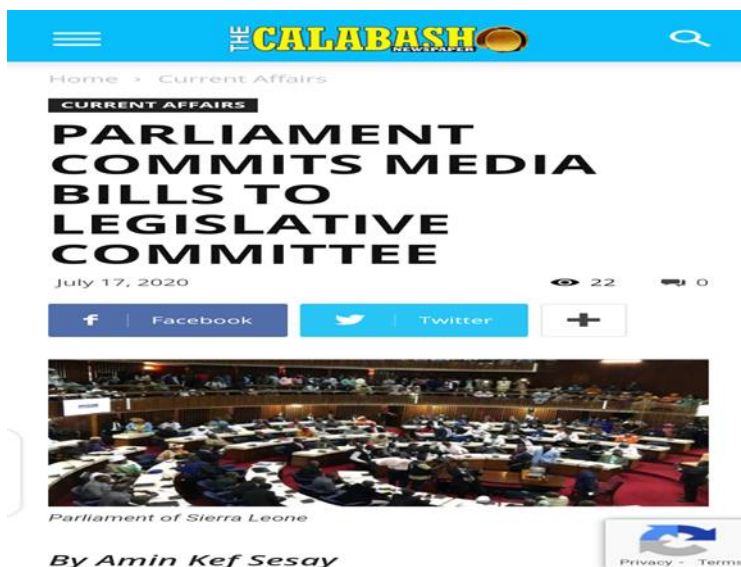 THE CALABASH
NEWSPAPER
Home > Current Affairs
CURRENT AFFAIRS
PARLIAMENT
COMMITS MEDIA
BILLS TO
LEGISLATIVE
COMMITTEE
July 17, 2020 22 0
f Facebook Twitter +
Parliament of Sierra Leone
By Amin Kef Sesay
Privacy - Terms